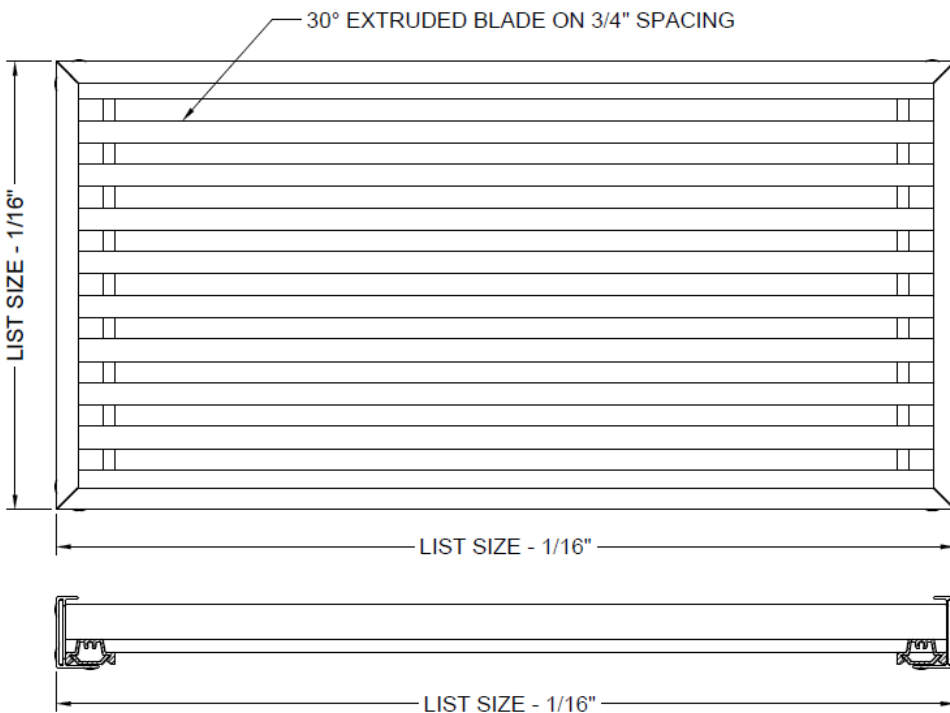 30° EXTRUDED BLADE ON 3/4" SPACING
LIST SIZE - 1/16"
LIST SIZE - 1/16"
LIST SIZE - 1/16"